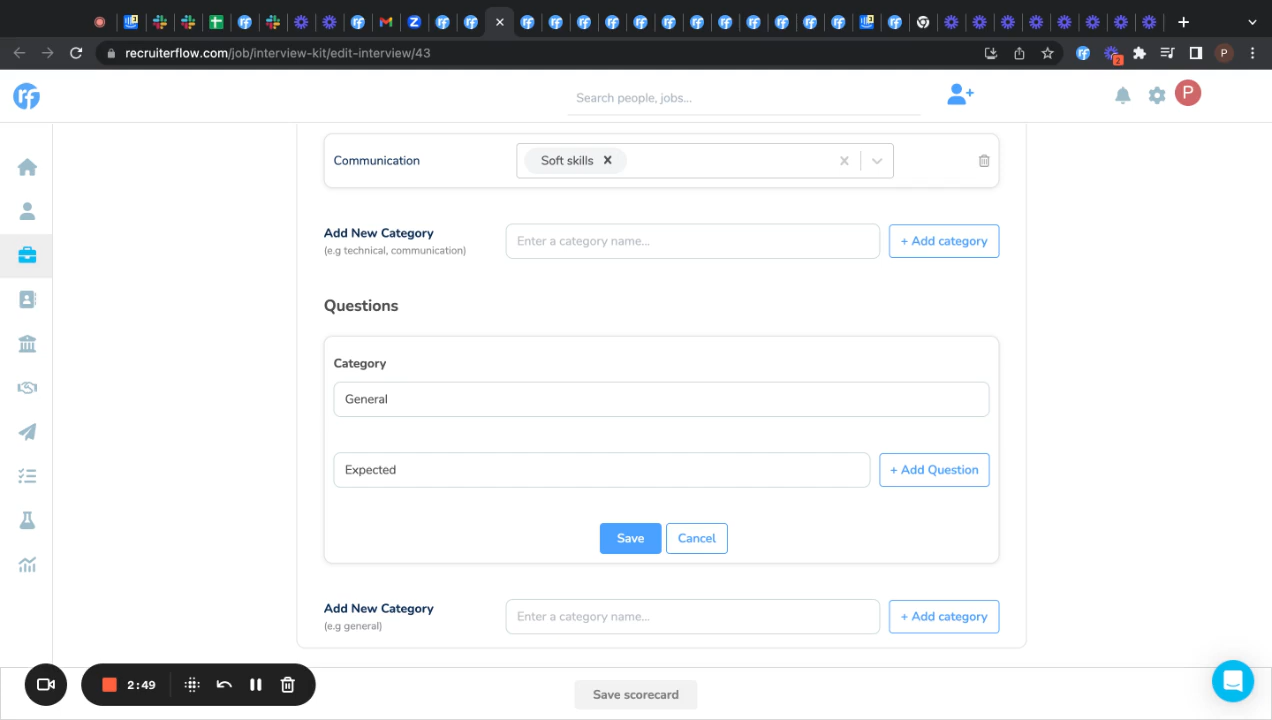 recruiterflow.com/job/interview-kit/edit-interview/43
2
P
rf
Search people, jobs...
P
Communication
Soft skills
Add New Category
(e.g technical, communication)
Enter a category name...
+ Add category
Questions
Category
General
Expected
+ Add Question
Save
Cancel
Add New Category
(e.g general)
Enter a category name...
+ Add category
2:49
Save scorecard